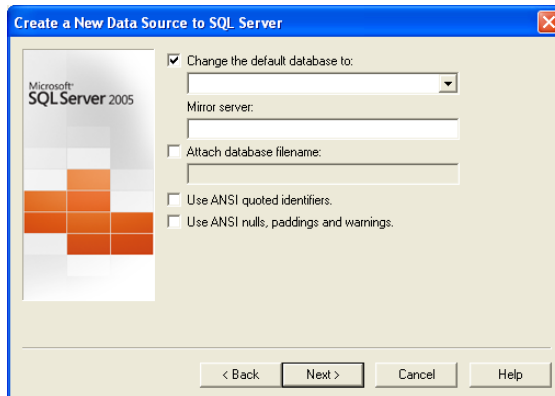 Create a New Data Source to SQL Server
Microsoft®
SQL Server 2005
Change the default database to:
Mirror server:
Attach database filename:
Use ANSI quoted identifiers.
Use ANSI nulls, paddings and warnings.
< Back
Next >
Cancel
Help